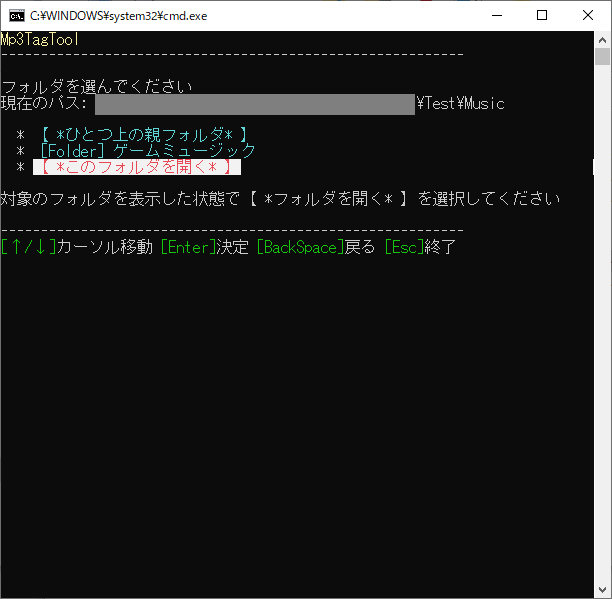 C:¥WINDOWS¥system32¥cmd.exe
Mp3TagTool
----------------------------------------------------------
フォルダを選んでください
現在のパス: ¥Test¥Music
* 【 *ひとつ上の親フォルダ* 】
* [Folder] ゲームミュージック
* 【 *このフォルダを開く* 】
対象のフォルダを表示した状態で【 *フォルダを開く* 】を選択してください
----------------------------------------------------------
[↑/↓]カーソル移動 [Enter]決定 [BackSpace]戻る [Esc]終了